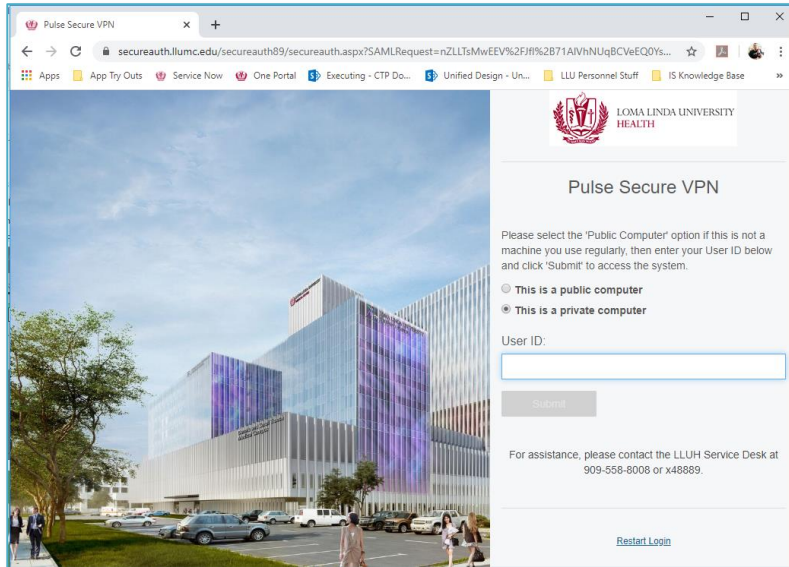 Pulse Secure VPN
secureauth.llumc.edu/secureauth89/secureauth.aspx?SAMLRequest=nZLLTsMwEEV%2FJfl%2B71AlVhNUqBCVeEQ0Ys...
Apps App Try Outs Service Now One Portal Executing - CTP Do... Unified Design - Un... LLU Personnel Stuff IS Knowledge Base »
LOMA LINDA UNIVERSITY
HEALTH
Pulse Secure VPN
Please select the 'Public Computer' option if this is not a
machine you use regularly, then enter your User ID below
and click 'Submit' to access the system.
This is a public computer
This is a private computer
User ID:
Submit
For assistance, please contact the LLUH Service Desk at
909-558-8008 or x48889.
Restart Login